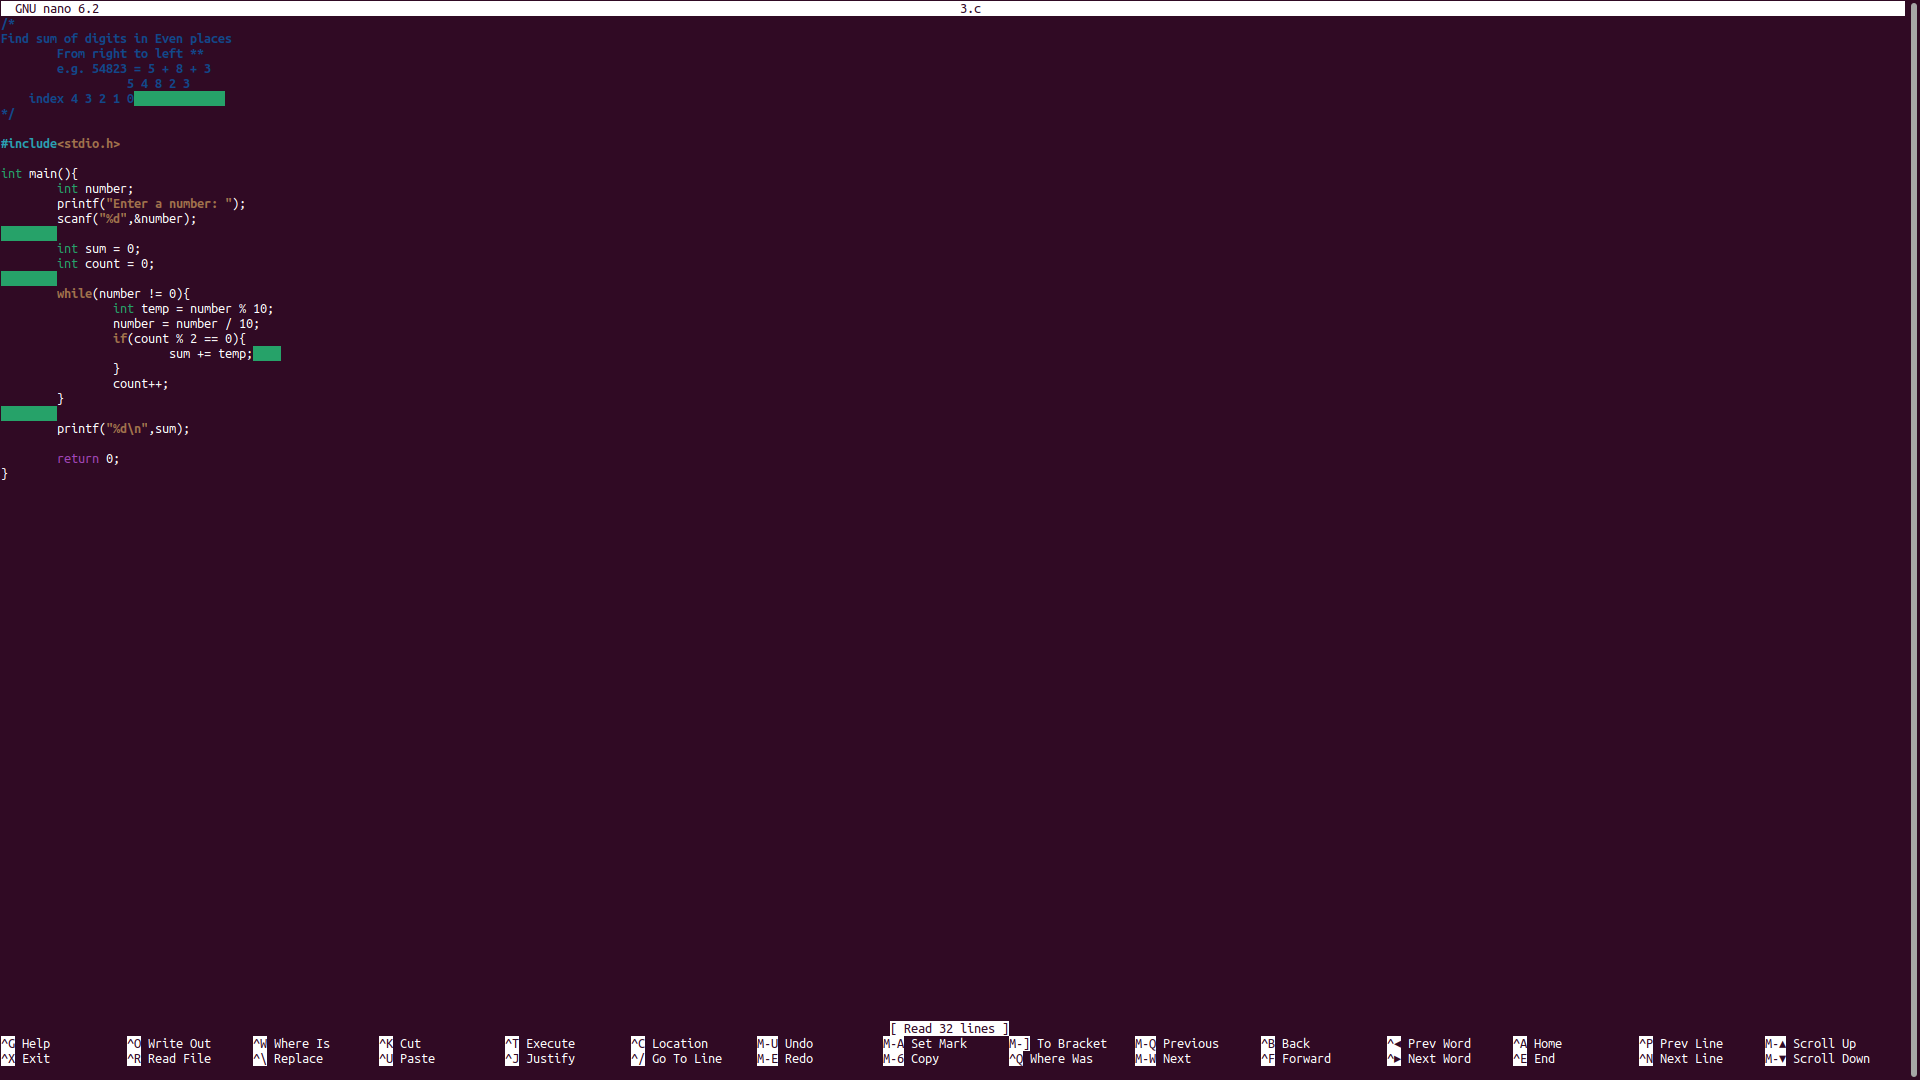 GNU nano 6.2 3.c
/*
Find sum of digits in Even places
        From right to left **
        e.g. 54823 = 5 + 8 + 3
                  5 4 8 2 3
    index 4 3 2 1 0
*/

#include<stdio.h>

int main(){
        int number;
        printf("Enter a number: ");
        scanf("%d",&number);

        int sum = 0;
        int count = 0;

        while(number != 0){
                int temp = number % 10;
                number = number / 10;
                if(count % 2 == 0){
                        sum += temp;
                }
                count++;
        }

        printf("%d\n",sum);

        return 0;
}
[ Read 32 lines ]
^G Help ^O Write Out ^W Where Is ^K Cut ^T Execute ^C Location M-U Undo M-A Set Mark M-] To Bracket M-Q Previous ^B Back ^◀ Prev Word ^A Home ^P Prev Line M-▲ Scroll Up
^X Exit ^R Read File ^\ Replace ^U Paste ^J Justify ^/ Go To Line M-E Redo M-6 Copy ^Q Where Was M-W Next ^F Forward ^▶ Next Word ^E End ^N Next Line M-▼ Scroll Down